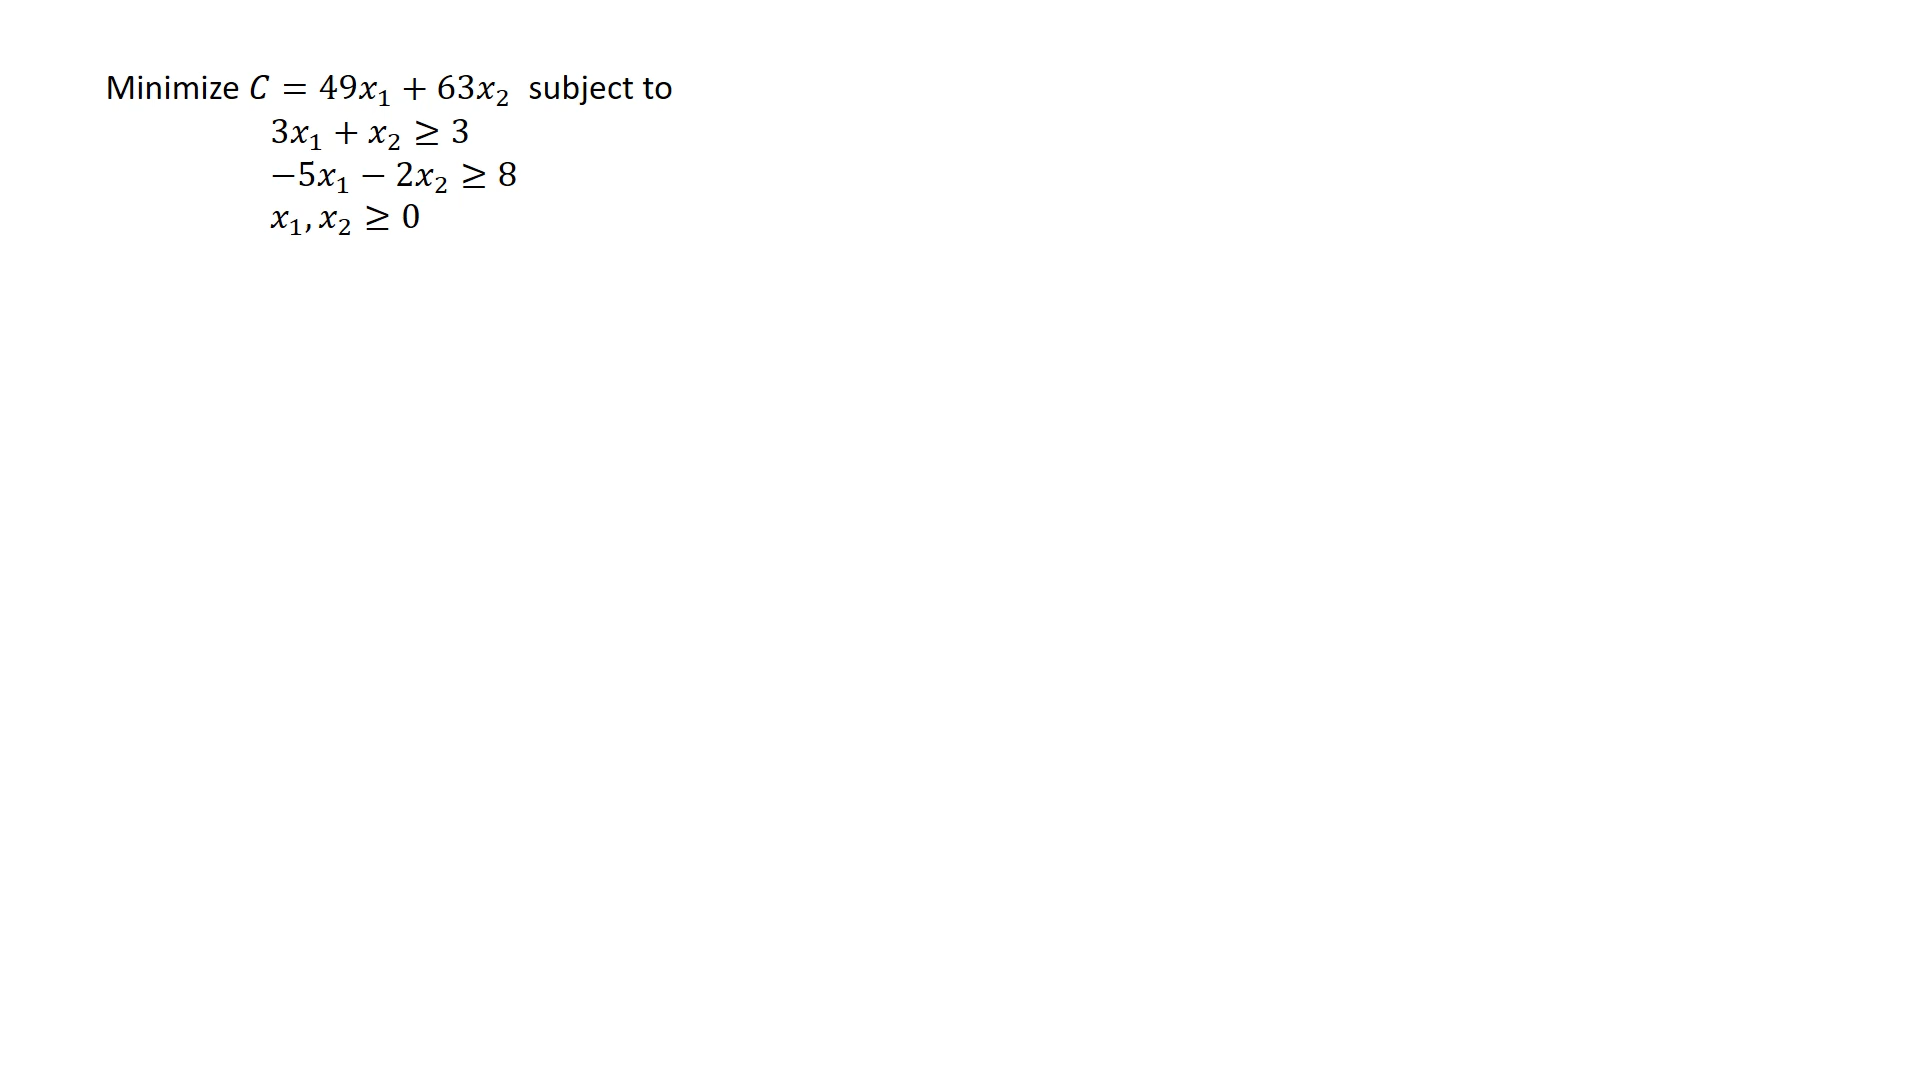 Minimize 𝐶 = 49𝑥₁ + 63𝑥₂ subject to
3𝑥₁ + 𝑥₂ ≥ 3
−5𝑥₁ − 2𝑥₂ ≥ 8
𝑥₁, 𝑥₂ ≥ 0